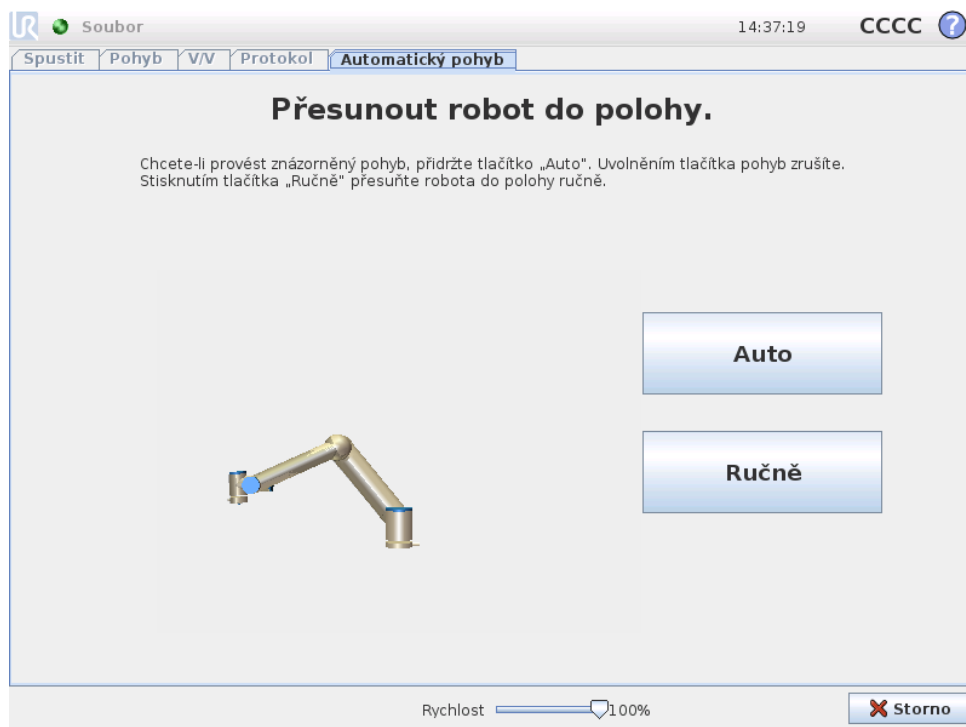 UR Soubor 14:37:19 CCCC ?
Spustit Pohyb V/V Protokol Automatický pohyb
Přesunout robot do polohy.
Chcete-li provést znázorněný pohyb, přidržte tlačítko „Auto". Uvolněním tlačítka pohyb zrušíte.
Stisknutím tlačítka „Ručně" přesuňte robota do polohy ručně.
Auto
Ručně
Rychlost 100% Storno